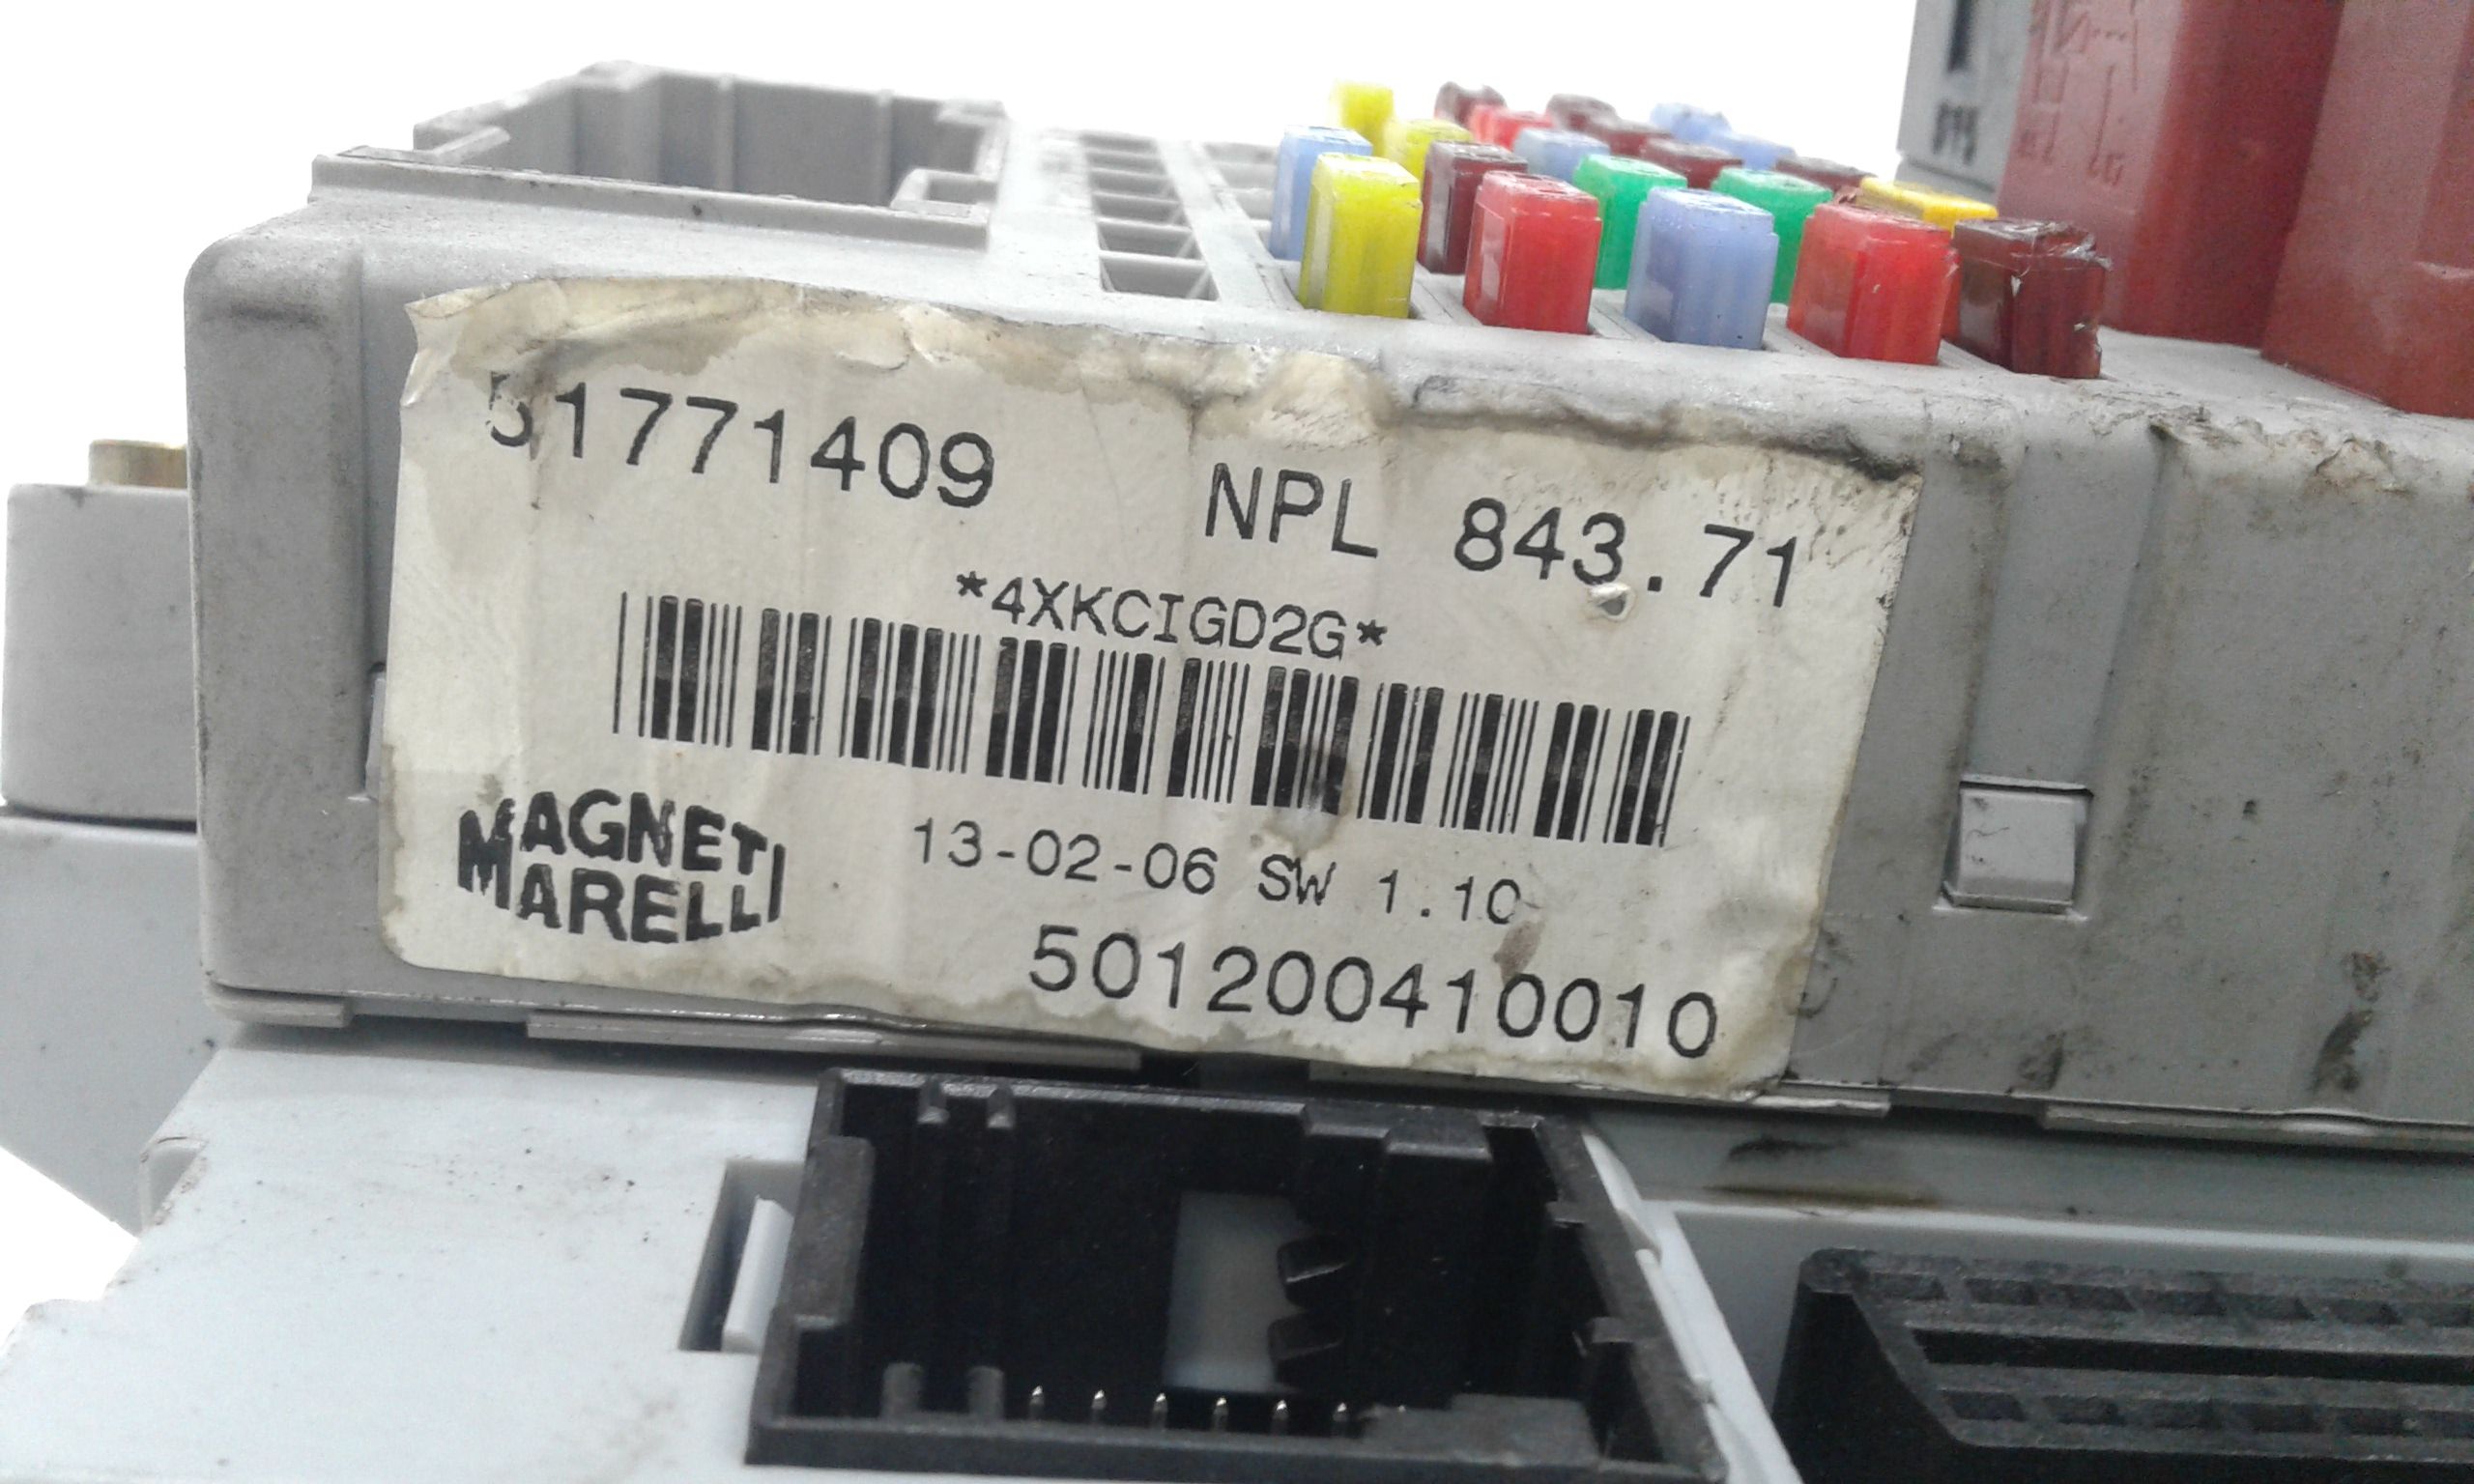 51771409 NPL 843.71
*4XKCIGD2G*
MAGNETI
MARELLI
13-02-06 SW 1.10
501200410010